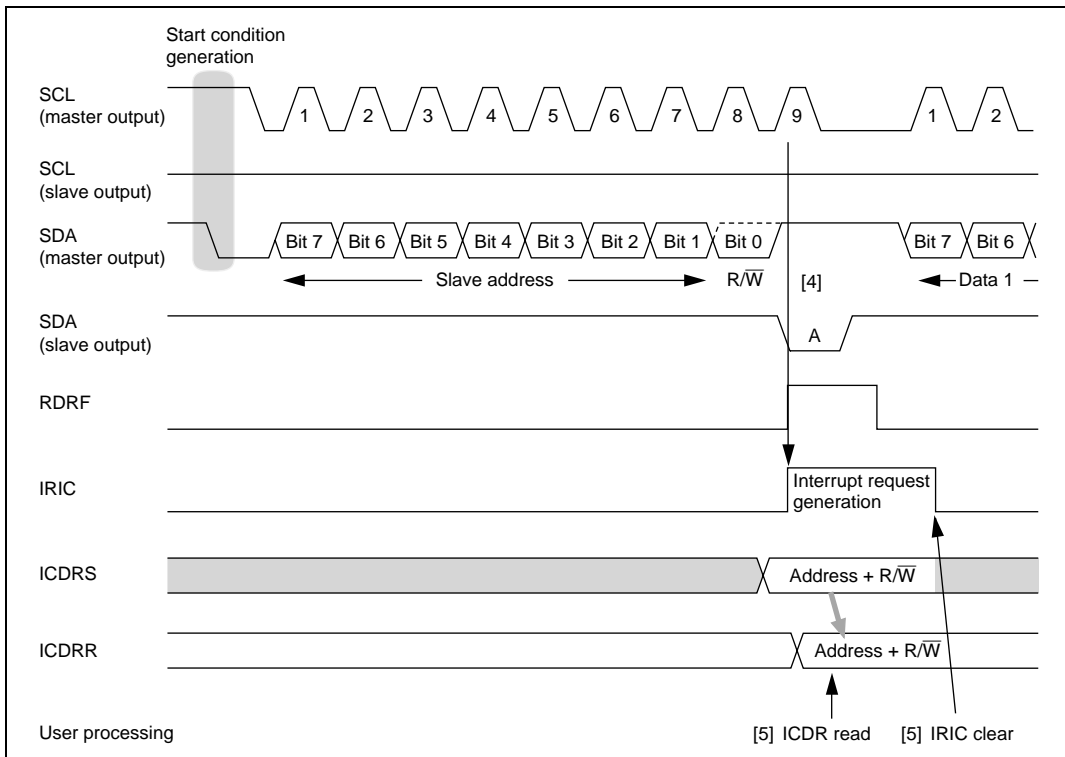 Start condition
generation
SCL
(master output)
1 2 3 4 5 6 7 8 9 1 2
SCL
(slave output)
SDA
(master output)
Bit 7 Bit 6 Bit 5 Bit 4 Bit 3 Bit 2 Bit 1 Bit 0 Bit 7 Bit 6
Slave address R/W̅ [4] Data 1
SDA
(slave output)
A
RDRF
IRIC
Interrupt request
generation
ICDRS
Address + R/W̅
ICDRR
Address + R/W̅
User processing
[5] ICDR read [5] IRIC clear